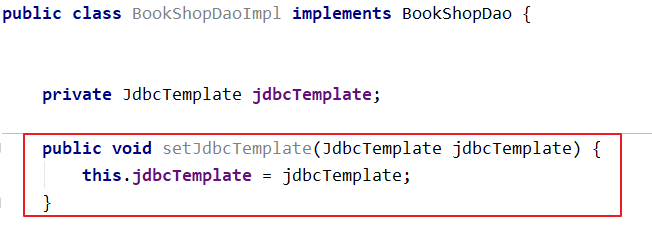 public class BookShopDaoImpl implements BookShopDao {
private JdbcTemplate jdbcTemplate;
public void setJdbcTemplate(JdbcTemplate jdbcTemplate) {
this.jdbcTemplate = jdbcTemplate;
}